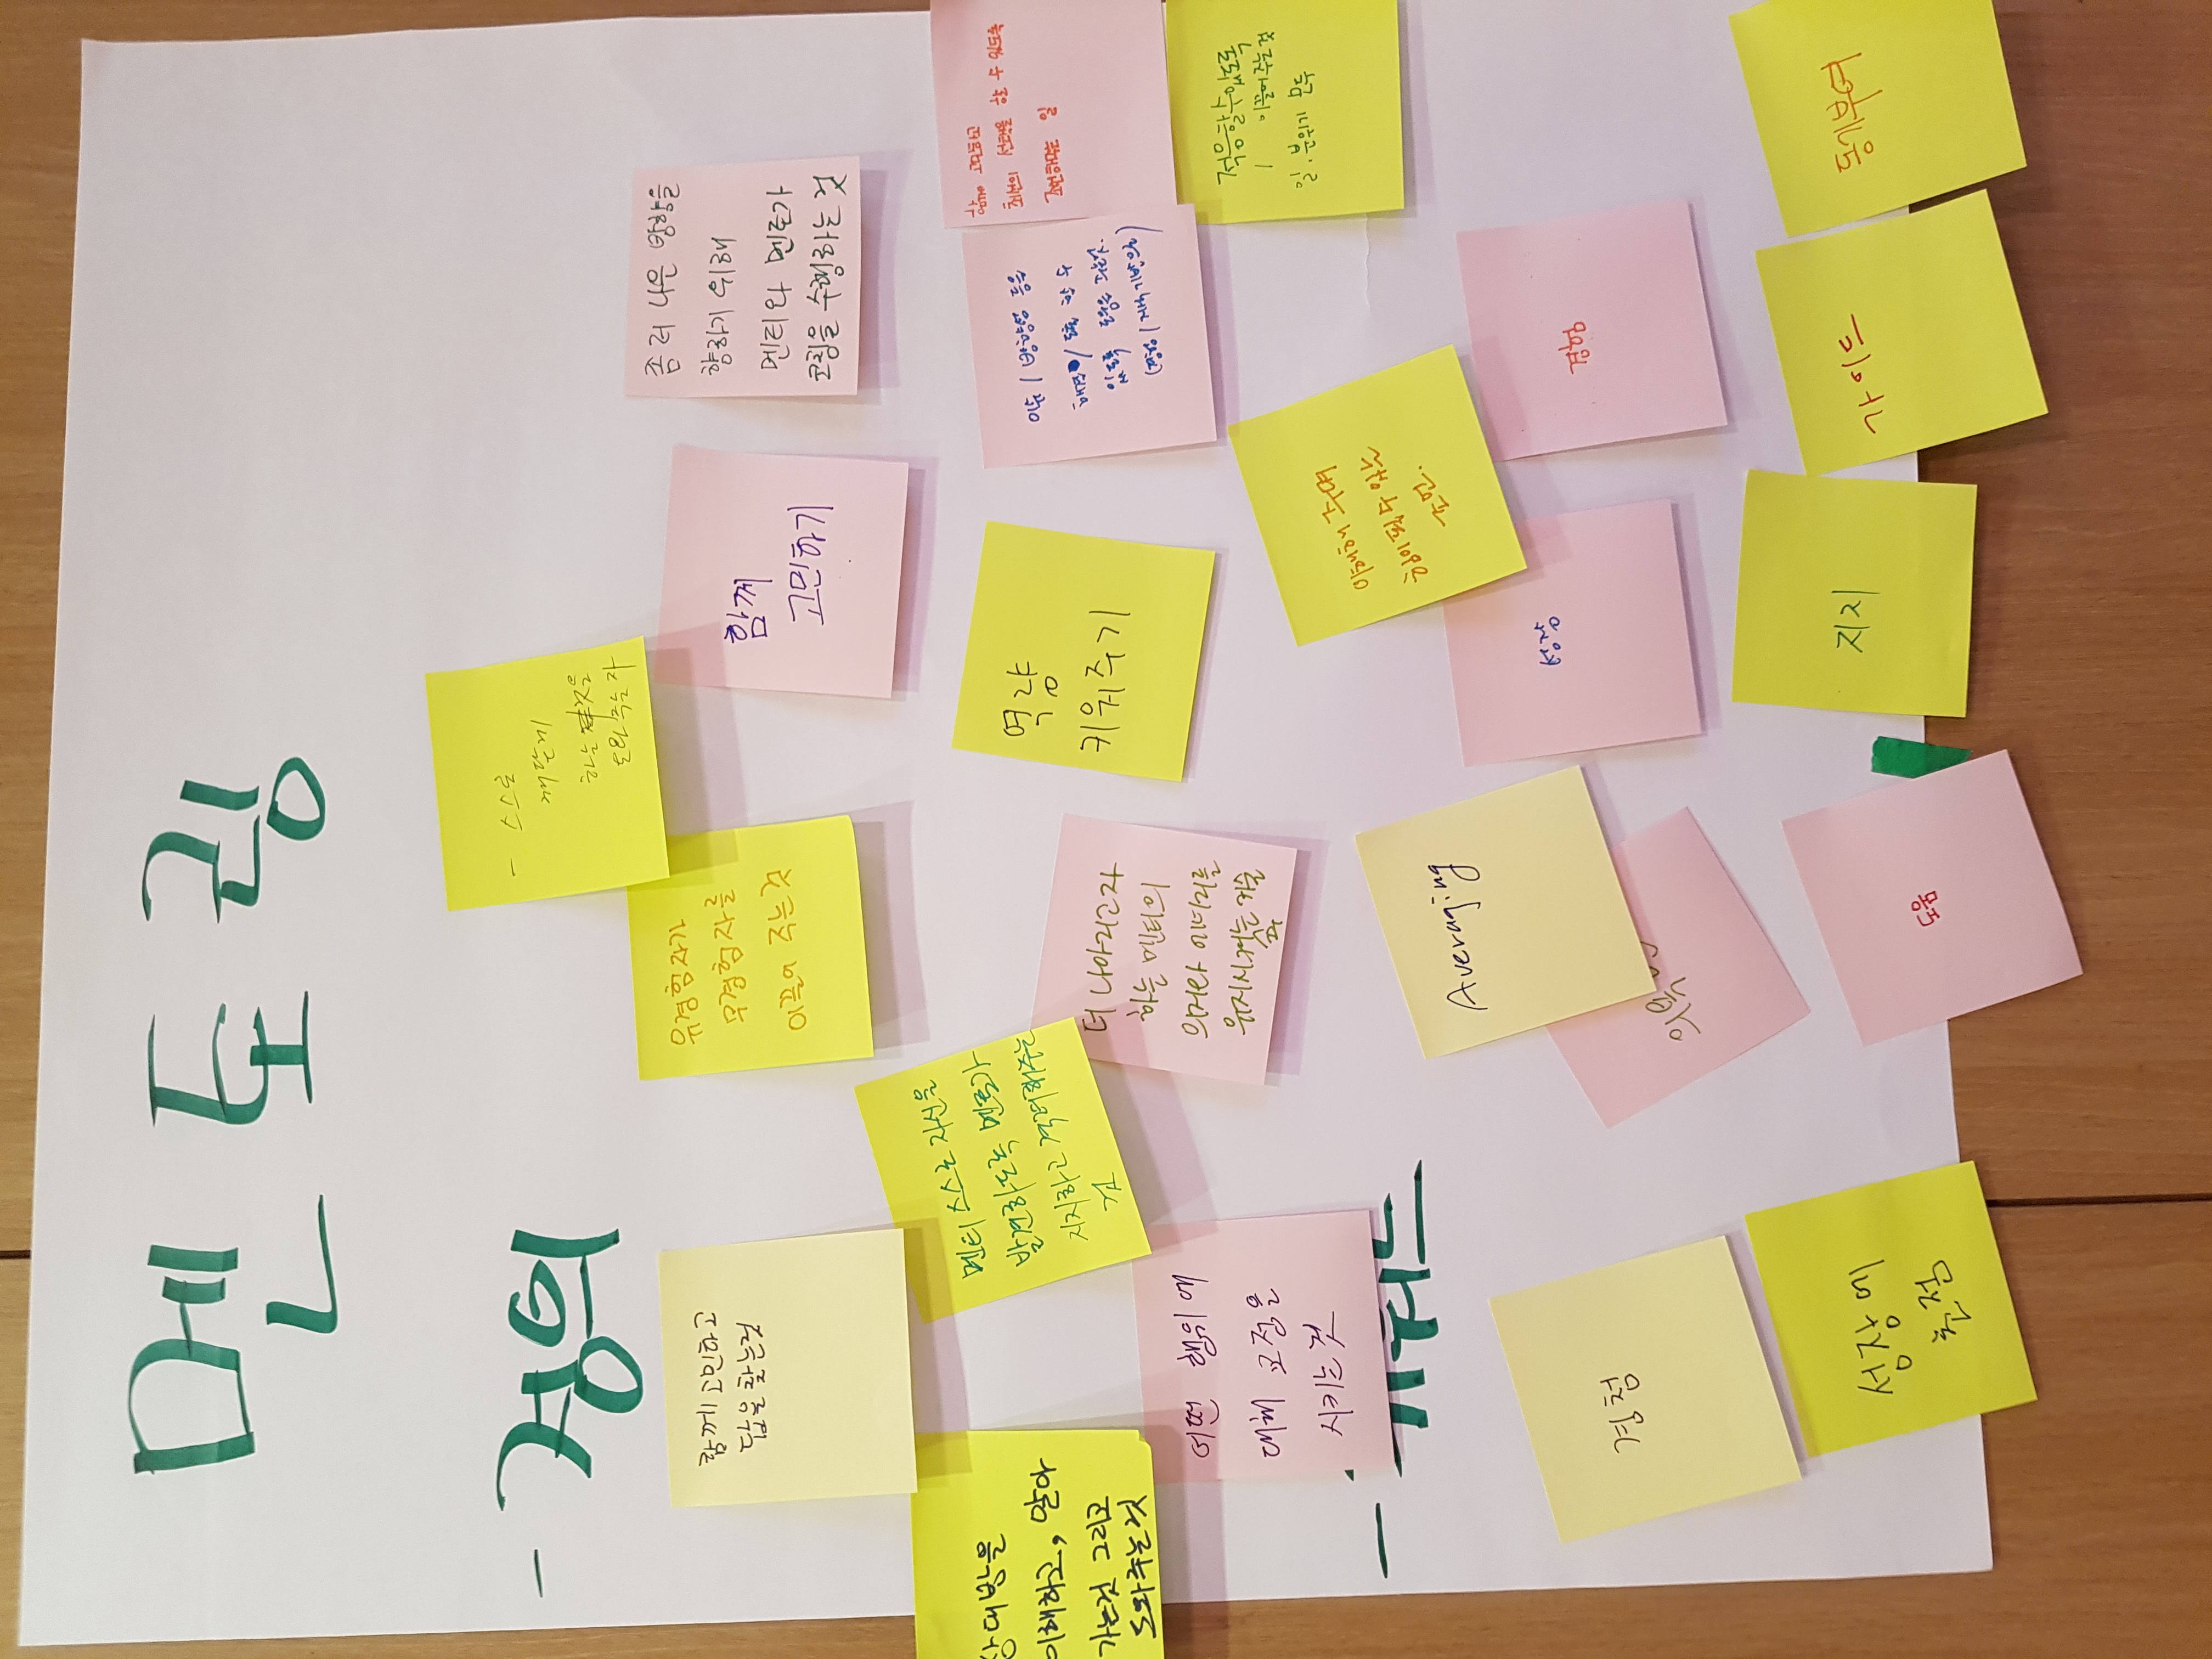 멘토링
- 정의
- 스스로
깨닫게
하는 것을
도와주는자
함께 고민하고
답을 찾는것
유경험자가
무경험자를
이끌어 주는것
함께
고민하기
좀 더 나은 방향을
향하기 위해
멘티와 멘토가
코칭을 수행하는 것
상대방을
이해하고, 알아
가는것 그리고
도와주는것
멘티 스스로 자신을
발견하도록 멘토가
지지하고 격려해주는
것
더 나아지고자
하는 멘티의
의지와 에너지를
유지시켜주는 기술
역량
키워주기
이슈 / 방향성 등을
해결 / 도출 할 수
있도록 도움을 주는것.
(경험 / 지식 기반으로)
함께 고민하고
최선의 선택을 할 수 있도록
조언해주는 일
어떤 행위에
대해 교정을
시키는 것
적응할수있도록
/ 이끌어주는것
일, 분위기 모두
이해해 주며
힘이 될 수 있는
조언.
- 키워드
Averaging
성장
경험
경청
성장에
초점
도움
지지
가이드
동기부여